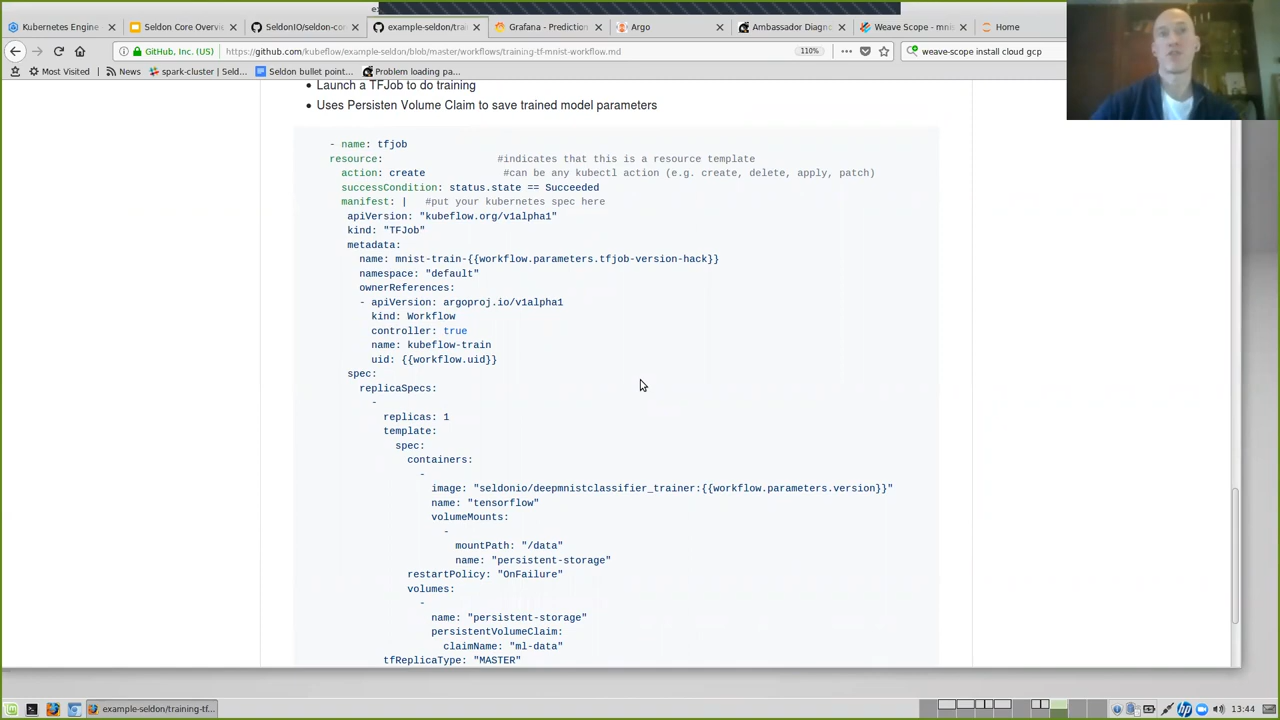 ex
Kubernetes Engine
Seldon Core Overvi
SeldonIO/seldon-co
example-seldon/trai
Grafana - Prediction
Argo
Ambassador Diagno
Weave Scope - mnis
Home
GitHub, Inc. (US)
https://github.com/kubeflow/example-seldon/blob/master/workflows/training-tf-mnist-workflow.md
110%
weave-scope install cloud gcp
Most Visited
News
spark-cluster | Seld...
Seldon bullet point...
Problem loading pa...
Launch a TFJob to do training
Uses Persisten Volume Claim to save trained model parameters
- name: tfjob
resource: #indicates that this is a resource template
action: create #can be any kubectl action (e.g. create, delete, apply, patch)
successCondition: status.state == Succeeded
manifest: | #put your kubernetes spec here
apiVersion: "kubeflow.org/v1alpha1"
kind: "TFJob"
metadata:
name: mnist-train-{{workflow.parameters.tfjob-version-hack}}
namespace: "default"
ownerReferences:
- apiVersion: argoproj.io/v1alpha1
kind: Workflow
controller: true
name: kubeflow-train
uid: {{workflow.uid}}
spec:
replicaSpecs:
-
replicas: 1
template:
spec:
containers:
-
image: "seldonio/deepmnistclassifier_trainer:{{workflow.parameters.version}}"
name: "tensorflow"
volumeMounts:
-
mountPath: "/data"
name: "persistent-storage"
restartPolicy: "OnFailure"
volumes:
-
name: "persistent-storage"
persistentVolumeClaim:
claimName: "ml-data"
tfReplicaType: "MASTER"
example-seldon/training-tf...
13:44